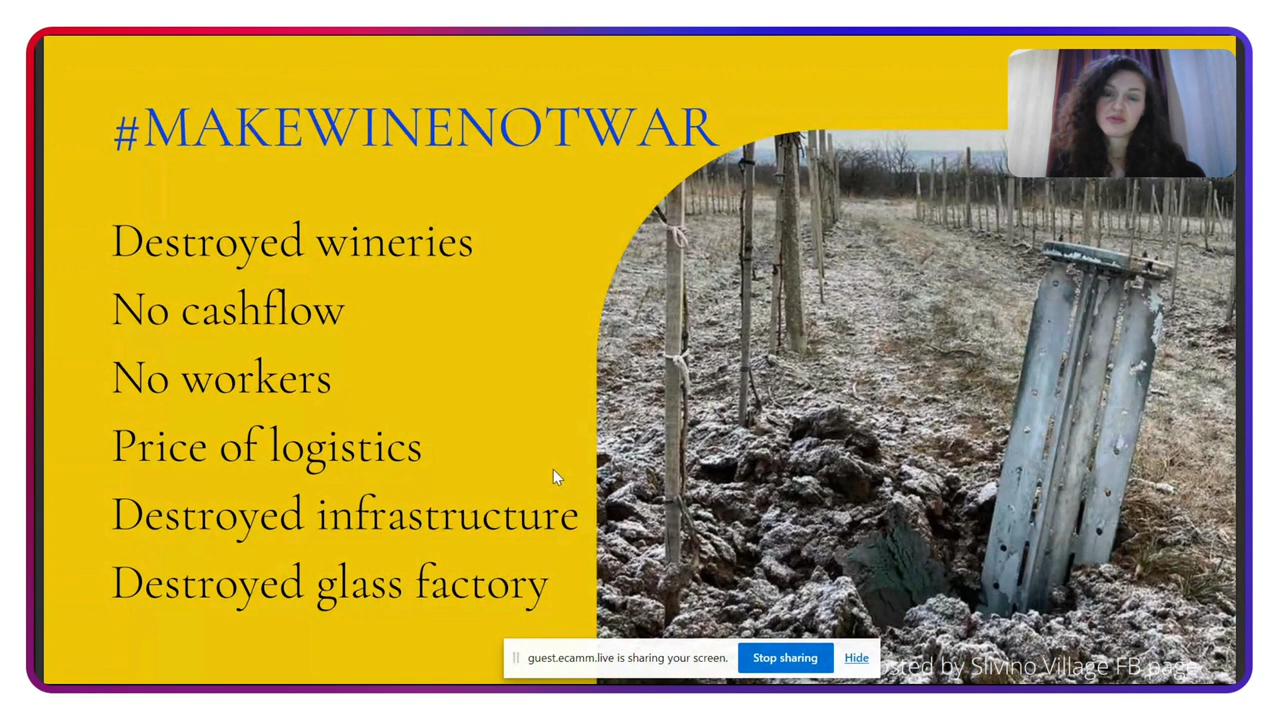 #MAKEWINENOTWAR
Destroyed wineries
No cashflow
No workers
Price of logistics
Destroyed infrastructure
Destroyed glass factory
guest.ecamm.live is sharing your screen.
Stop sharing
Hide
by Slivino Village FB page